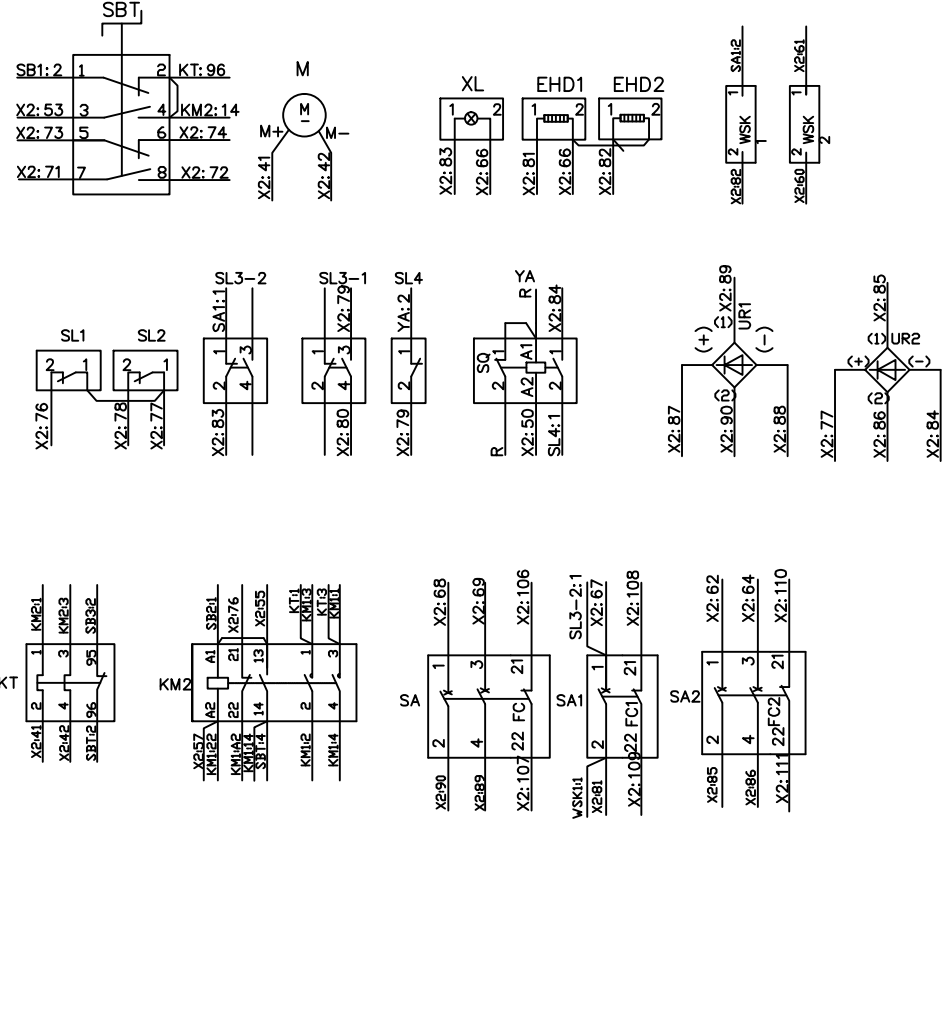 SBT
SB1:2 1 2 KT:96
X2:53 3 4 KM2:14
X2:73 5 6 X2:74
X2:71 7 8 X2:72
M
M
M+ M-
X2:41 X2:42
XL
1 2
X2:83 X2:66
EHD1
1 2
X2:81 X2:66
EHD2
1 2
X2:82
SA1:2
1
WSK
1
2
X2:82
X2:61
1
WSK
2
2
X2:60
SL1
2 1
X2:76
SL2
2 1
X2:78 X2:77
SL3-2
SA1:1
1 3
2 4
X2:83
SL3-1
X2:79
1 3
2 4
X2:80
SL4
YA:2
1
2
X2:79
YA
R X2:84
SQ 1 A1 1
2 A2 2
R X2:50 SL4:1
X2:89
UR1
(1)
(+) (-)
(2)
X2:87 X2:90 X2:88
X2:85
(1) UR2
(+) (-)
(2)
X2:77 X2:86 X2:84
KM2:1 KM2:3 SB3:2
1 3 95
KT
2 4 96
X2:41 X2:42 SBT:2
SB2:1 X2:76 X2:55 KT:1 KM1:3 KT:3 KM1:1
A1 21 13 1 3
KM2
A2 22 14 2 4
X2:57 KM1:22 KM1:A2 KM1:14 SBT:4 KM1:2 KM1:4
X2:68 X2:69 X2:106
1 3 21
SA
FC
2 4 22
X2:90 X2:89 X2:107
SL3-2:1 X2:67 X2:108
1 21
SA1
FC1
2 22
WSK1:1 X2:81 X2:109
X2:62 X2:64 X2:110
1 3 21
SA2
FC2
2 4 22
X2:85 X2:86 X2:111